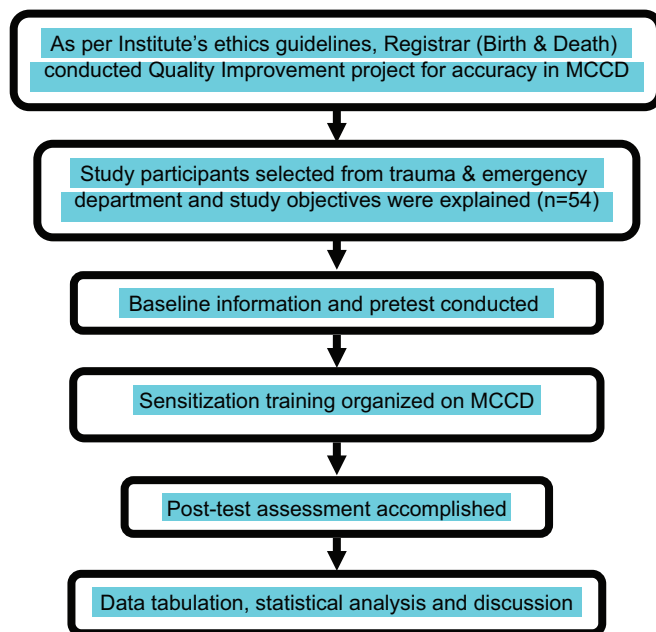 As per Institute's ethics guidelines, Registrar (Birth & Death)
conducted Quality Improvement project for accuracy in MCCD
Study participants selected from trauma & emergency
department and study objectives were explained (n=54)
Baseline information and pretest conducted
Sensitization training organized on MCCD
Post-test assessment accomplished
Data tabulation, statistical analysis and discussion